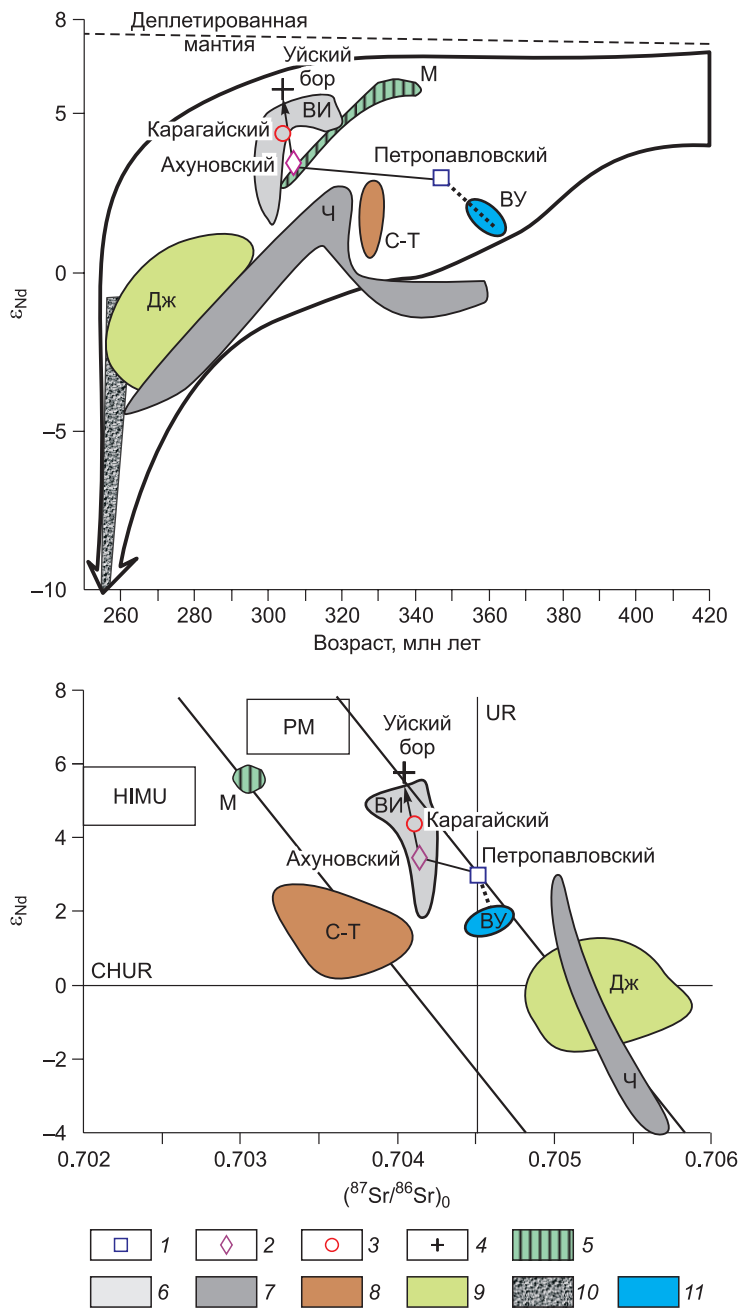 8
Деплетированная
мантия
Уйский
бор
М
ВИ
5
Карагайский
Ахуновский
Петропавловский
Ч
ВУ
С-Т
0
εNd
Дж
–5
–10
260 280 300 320 340 360 380 400 420
Возраст, млн лет
8
UR
PM
Уйский
бор
6
HIMU
М
ВИ
Карагайский
4
Ахуновский
Петропавловский
εNd
2
С-Т
ВУ
CHUR
0
Дж
–2
Ч
–4
0.702 0.703 0.704 0.705 0.706
(87Sr/86Sr)0
1 2 3 4 5
6 7 8 9 10 11